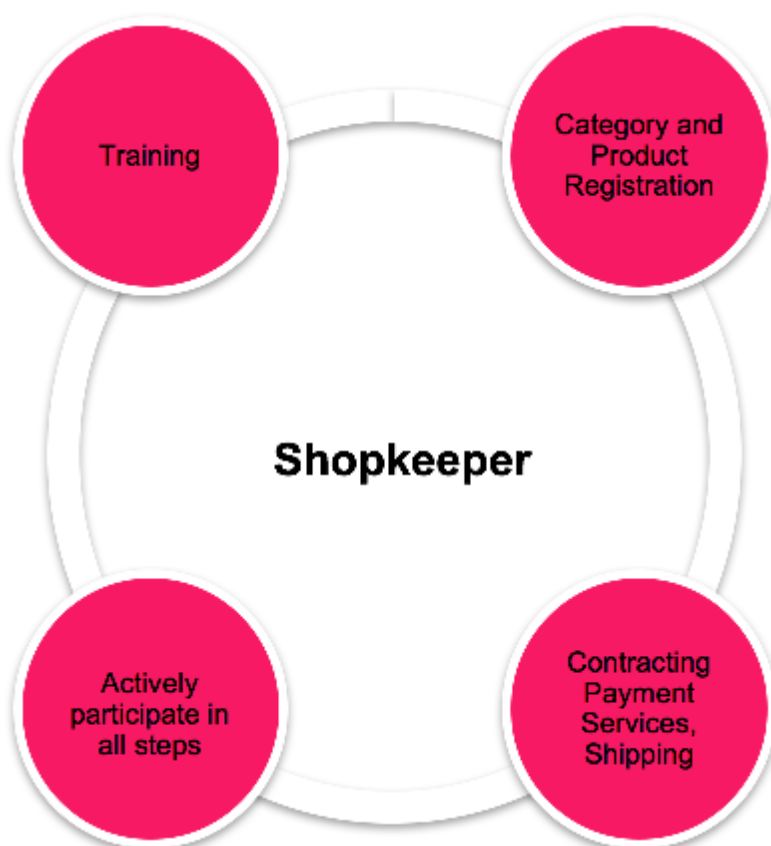 Training
Category and
Product
Registration
Shopkeeper
Actively
participate in
all steps
Contracting
Payment
Services,
Shipping